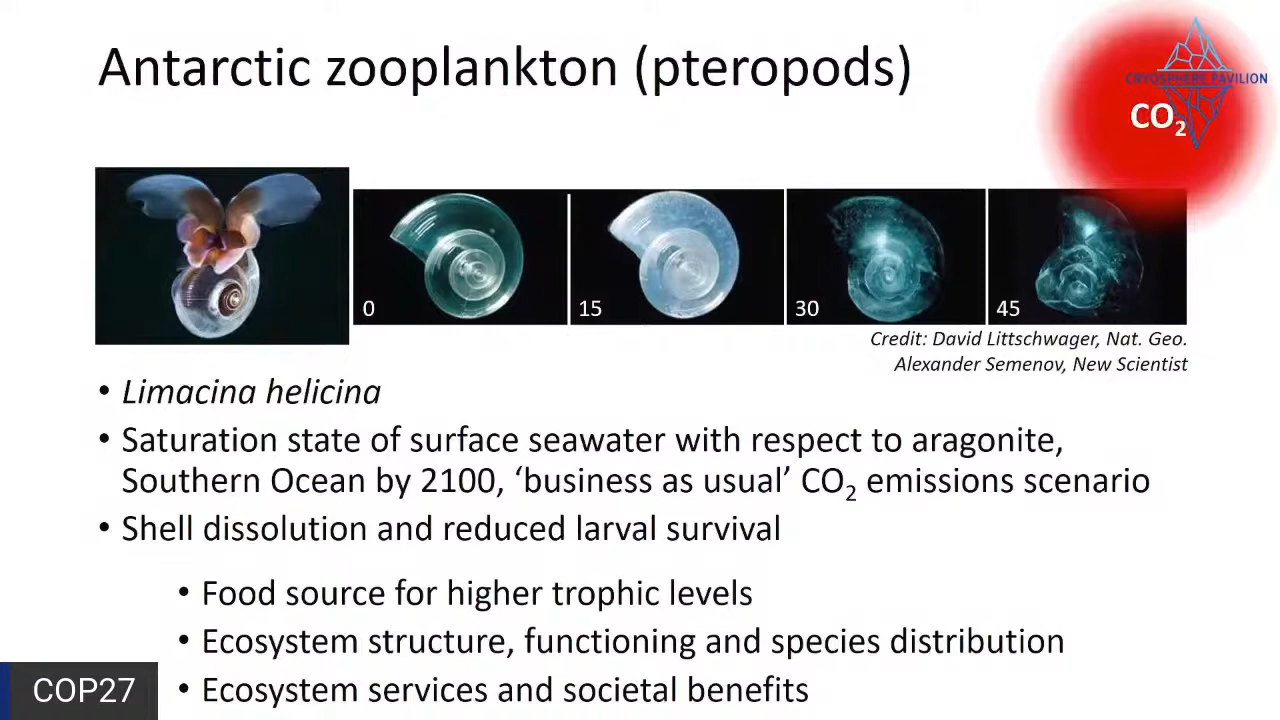 Antarctic zooplankton (pteropods)
CRYOSPHERE PAVILION
CO₂
0
15
30
45
Credit: David Littschwager, Nat. Geo.
Alexander Semenov, New Scientist
• Limacina helicina
• Saturation state of surface seawater with respect to aragonite,
Southern Ocean by 2100, ‘business as usual’ CO₂ emissions scenario
• Shell dissolution and reduced larval survival
• Food source for higher trophic levels
• Ecosystem structure, functioning and species distribution
• Ecosystem services and societal benefits
COP27